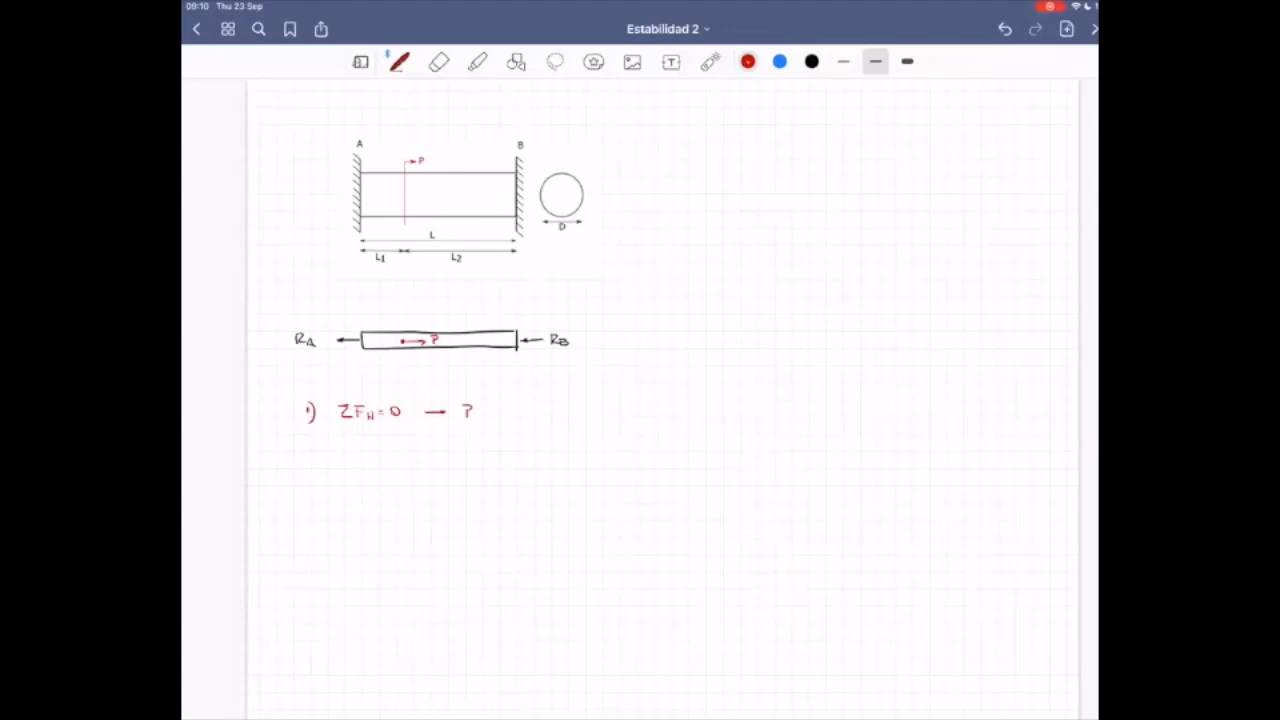 09:10 Thu 23 Sep
Estabilidad 2
A B
P
L
D
L1 L2
RA P RB
1) ΣFH=0 → P